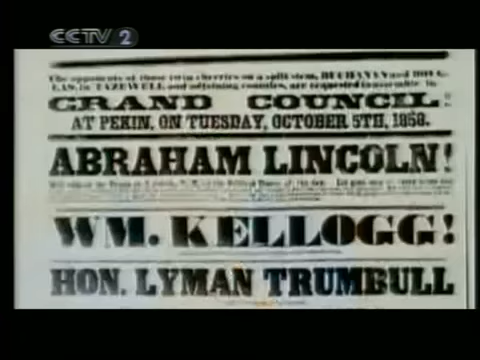 CCTV 2
The opponents of those twin cherries on a split stem, BUCHANAN and DOUG-
LAS, in TAZEWELL and adjoining counties, are requested to assemble in
GRAND COUNCIL!
AT PEKIN, ON TUESDAY, OCTOBER 5TH, 1858.
ABRAHAM LINCOLN!
WM. KELLOGG!
HON. LYMAN TRUMBULL